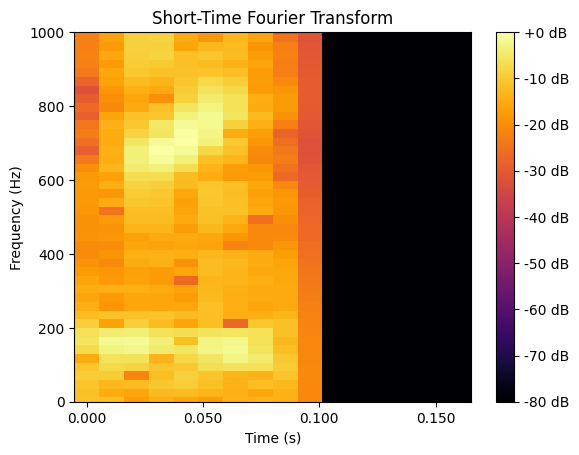 Short-Time Fourier Transform
Frequency (Hz)
1000
800
600
400
200
0
0.000
0.050
0.100
0.150
Time (s)
+0 dB
-10 dB
-20 dB
-30 dB
-40 dB
-50 dB
-60 dB
-70 dB
-80 dB